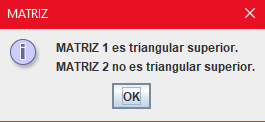 MATRIZ
MATRIZ 1 es triangular superior.
MATRIZ 2 no es triangular superior.
OK